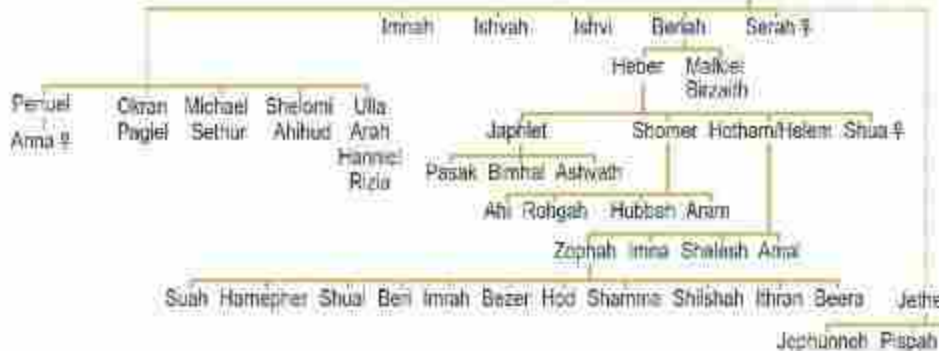 Imnah Ishvah Ishvi Beriah Serah ♀
Heber Malkiel
Birzaith
Penuel Okran Michael Shelomi Ulla
Anna ♀ Pagiel Sethur Ahihud Arah
Hanniel
Rizia
Japhlet Shomer Hotham/Helem Shua ♀
Pasak Bimhal Ashvath
Ahi Rohgah Hubbah Aram
Zophah Imna Shelesh Amal
Suah Harnepher Shual Beri Imrah Bezer Hod Shamma Shilshah Ithran Beera Jethe
Jephunneh Pispah